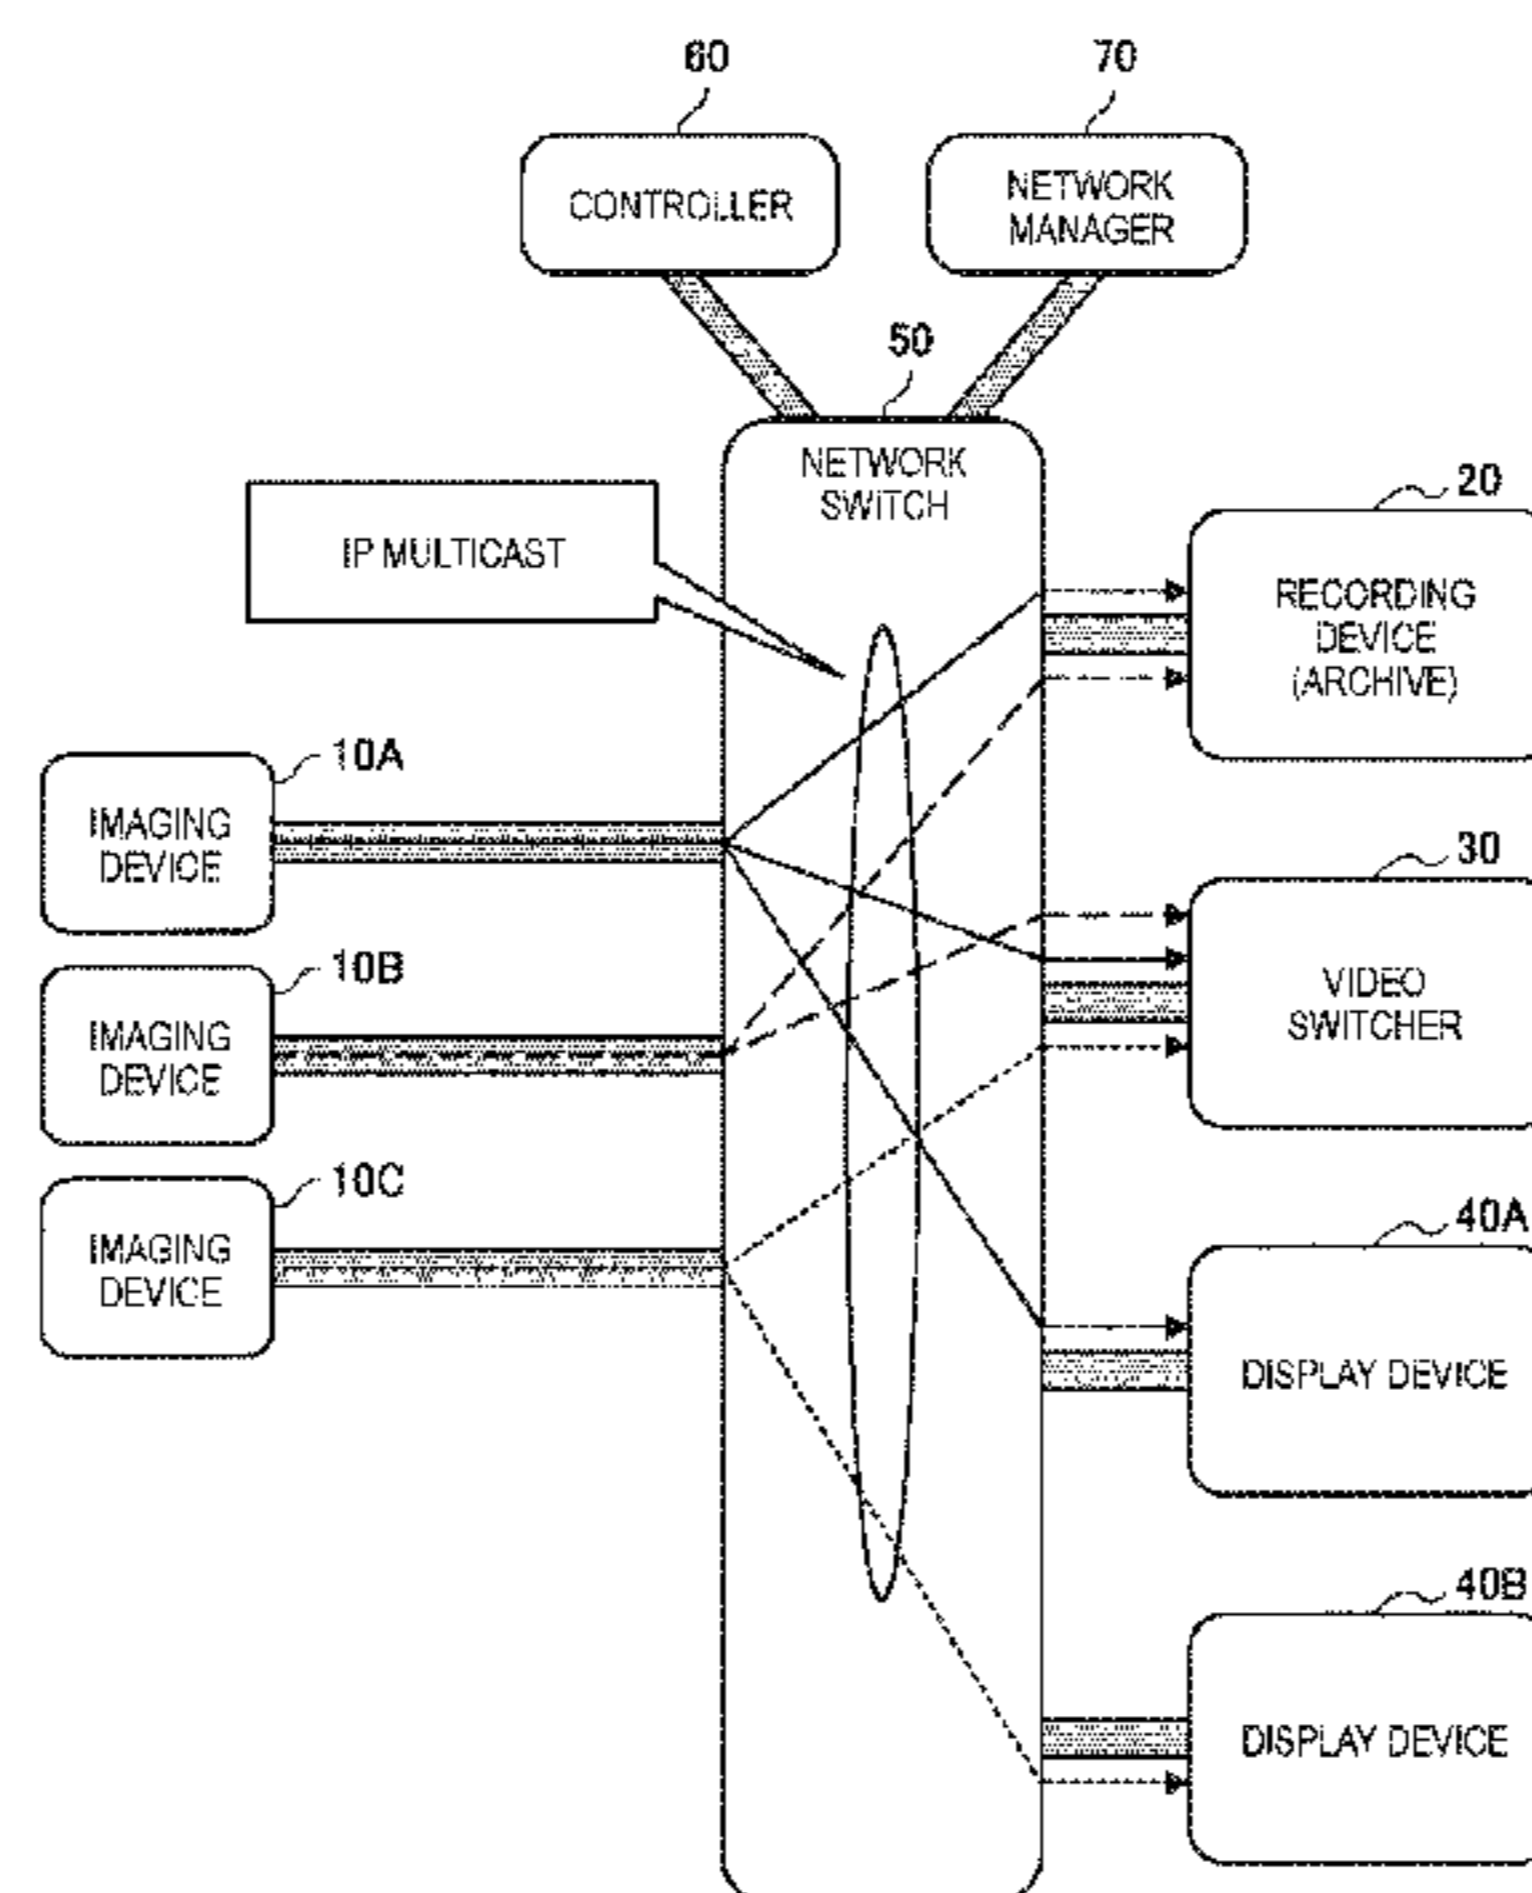 60
70
CONTROLLER
NETWORK
MANAGER
50
NETWORK
SWITCH
IP MULTICAST
20
RECORDING
DEVICE
(ARCHIVE)
10A
IMAGING
DEVICE
30
VIDEO
SWITCHER
10B
IMAGING
DEVICE
10C
IMAGING
DEVICE
40A
DISPLAY DEVICE
40B
DISPLAY DEVICE